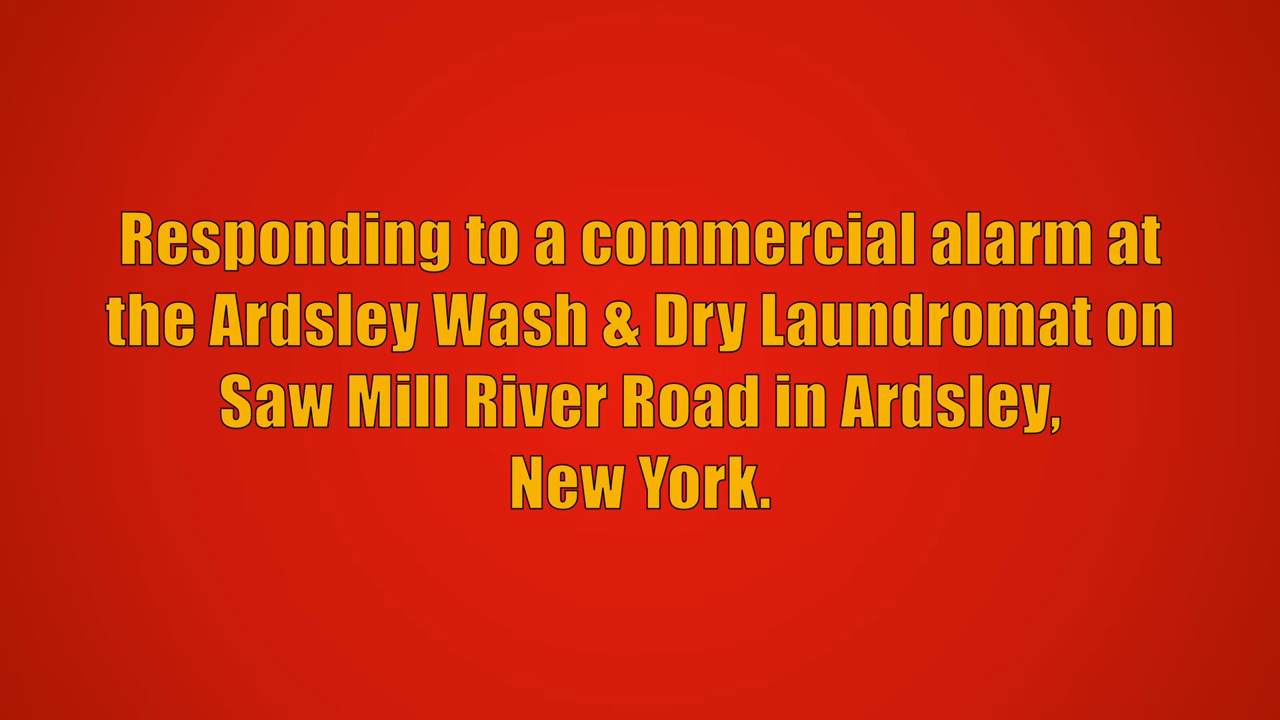 Responding to a commercial alarm at
the Ardsley Wash & Dry Laundromat on
Saw Mill River Road in Ardsley,
New York.